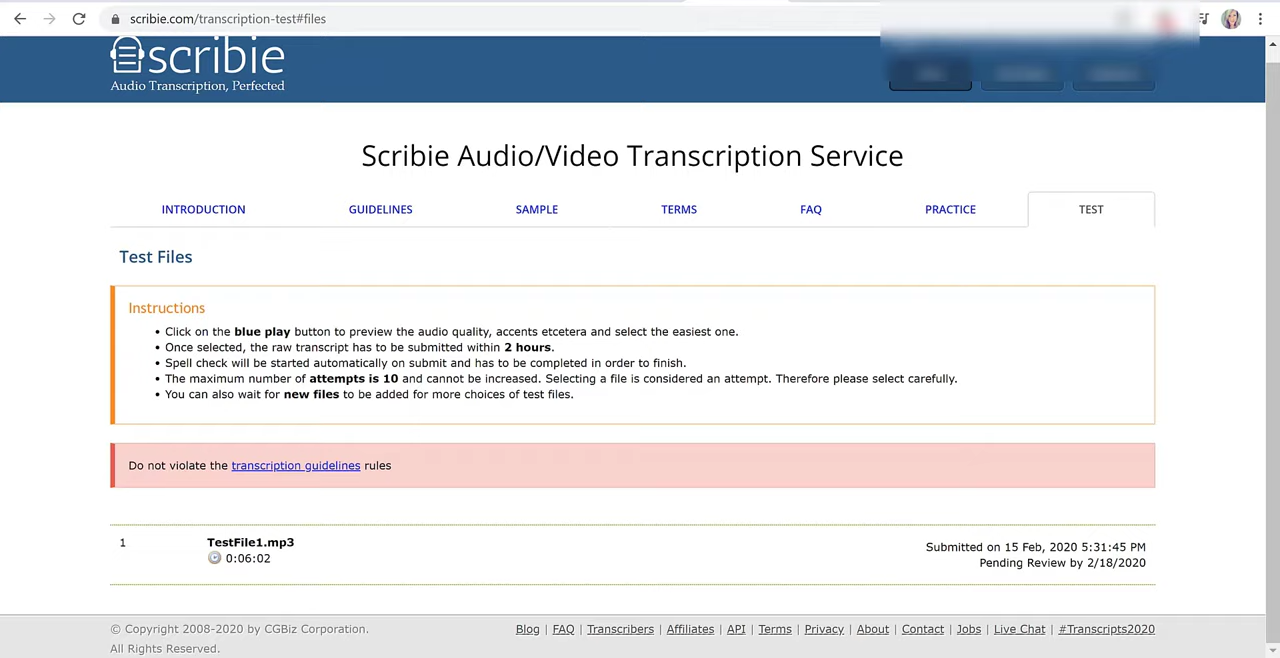 scribie.com/transcription-test#files
scribie
Audio Transcription, Perfected
Scribie Audio/Video Transcription Service
INTRODUCTION GUIDELINES SAMPLE TERMS FAQ PRACTICE TEST
Test Files
Instructions
• Click on the blue play button to preview the audio quality, accents etcetera and select the easiest one.
• Once selected, the raw transcript has to be submitted within 2 hours.
• Spell check will be started automatically on submit and has to be completed in order to finish.
• The maximum number of attempts is 10 and cannot be increased. Selecting a file is considered an attempt. Therefore please select carefully.
• You can also wait for new files to be added for more choices of test files.
Do not violate the transcription guidelines rules
1 TestFile1.mp3 Submitted on 15 Feb, 2020 5:31:45 PM
0:06:02 Pending Review by 2/18/2020
© Copyright 2008-2020 by CGBiz Corporation. Blog | FAQ | Transcribers | Affiliates | API | Terms | Privacy | About | Contact | Jobs | Live Chat | #Transcripts2020
All Rights Reserved.